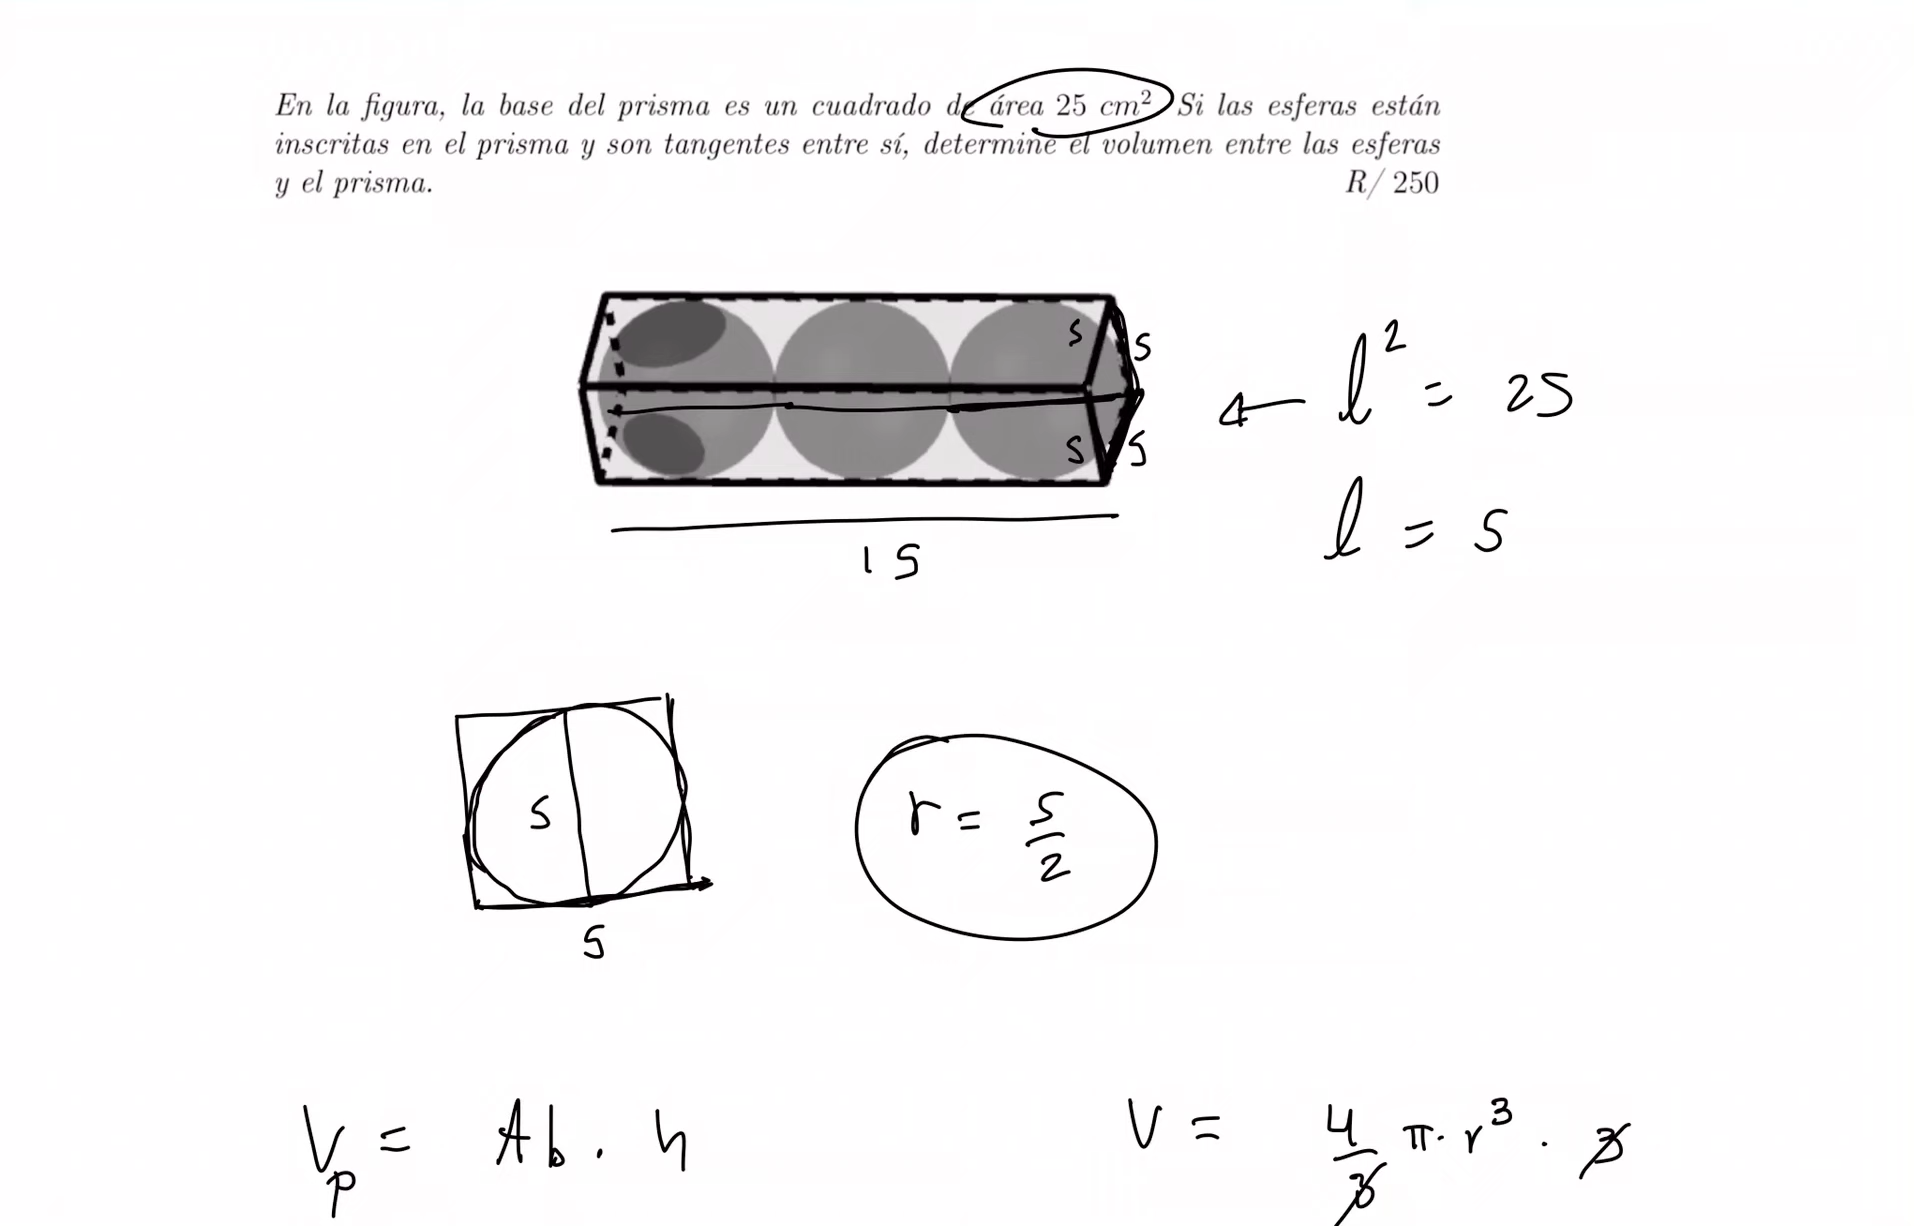 En la figura, la base del prisma es un cuadrado de área 25 cm² Si las esferas están
inscritas en el prisma y son tangentes entre sí, determine el volumen entre las esferas
y el prisma. R/ 250
5 5
5 5
l² = 25
l = 5
15
5
5
r = 5/2
Vp = Ab . h
V = 4/3 π . r³ . 3